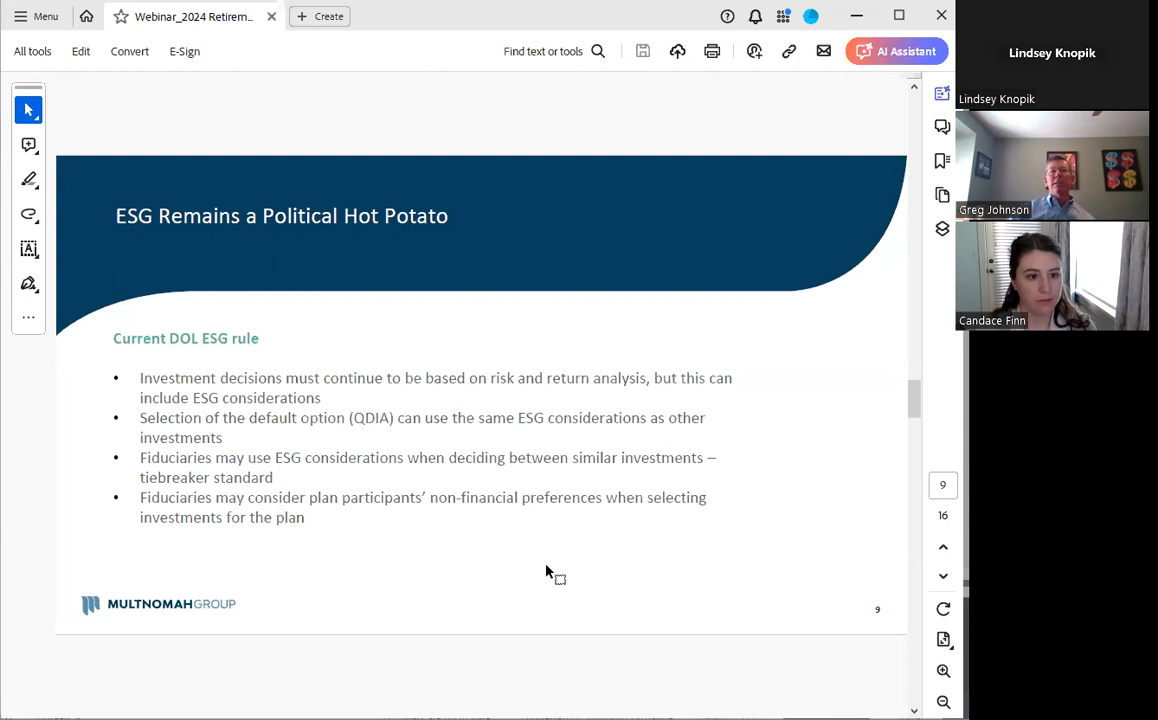 Menu
Webinar_2024 Retirem...
Create
All tools
Edit
Convert
E-Sign
Find text or tools
AI Assistant
ESG Remains a Political Hot Potato
Current DOL ESG rule
• Investment decisions must continue to be based on risk and return analysis, but this can
include ESG considerations
• Selection of the default option (QDIA) can use the same ESG considerations as other
investments
• Fiduciaries may use ESG considerations when deciding between similar investments –
tiebreaker standard
• Fiduciaries may consider plan participants’ non-financial preferences when selecting
investments for the plan
MULTNOMAHGROUP
9
9
16
Lindsey Knopik
Lindsey Knopik
Greg Johnson
Candace Finn